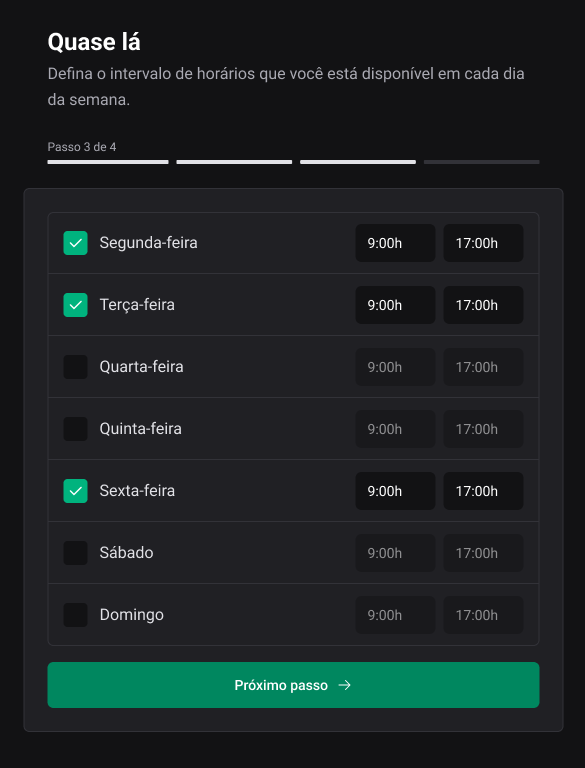 Quase lá
Defina o intervalo de horários que você está disponível em cada dia
da semana.
Passo 3 de 4
Segunda-feira 9:00h 17:00h
Terça-feira 9:00h 17:00h
Quarta-feira 9:00h 17:00h
Quinta-feira 9:00h 17:00h
Sexta-feira 9:00h 17:00h
Sábado 9:00h 17:00h
Domingo 9:00h 17:00h
Próximo passo →